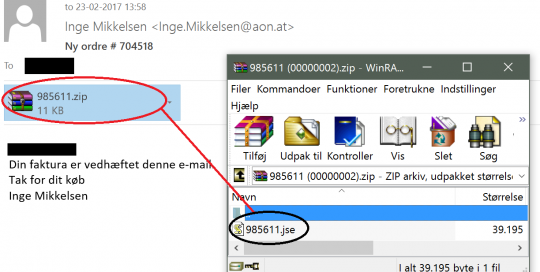 to 23-02-2017 13:58
Inge Mikkelsen <Inge.Mikkelsen@aon.at>
Ny ordre # 704518
To
985611.zip
11 KB
Din faktura er vedhæftet denne e-mail
Tak for dit køb
Inge Mikkelsen
985611 (00000002).zip - WinRA...
Filer Kommandoer Funktioner Foretrukne Indstillinger
Hjælp
Tilføj Udpak til Kontroller Vis Slet Søg
985611 (00000002).zip - ZIP arkiv, udpakket størrelse
Navn Størrelse
985611.jse 39.195
I alt 39.195 byte i 1 fil